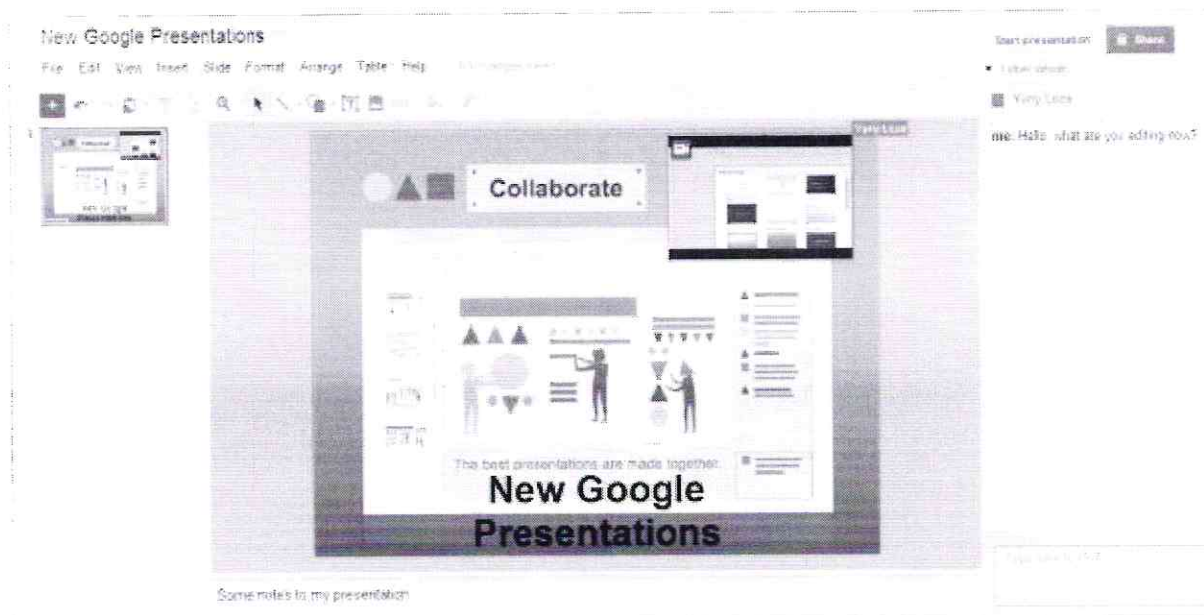 New Google Presentations
File Edit View Insert Slide Format Arrange Table Help
Start presentation Share
me: Hello, what are you editing now?
Collaborate
The best presentations are made together.
New Google
Presentations
Some notes to my presentation